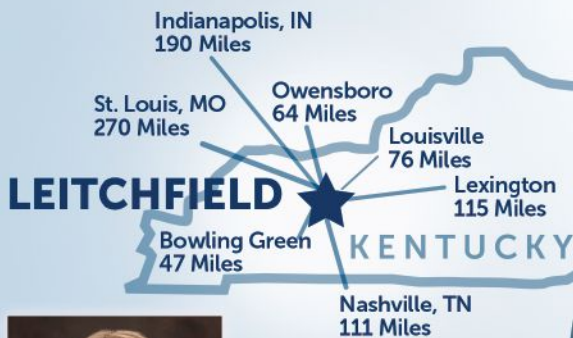 Indianapolis, IN
190 Miles
St. Louis, MO
270 Miles
Owensboro
64 Miles
Louisville
76 Miles
LEITCHFIELD
Lexington
115 Miles
Bowling Green
47 Miles
KENTUCKY
Nashville, TN
111 Miles